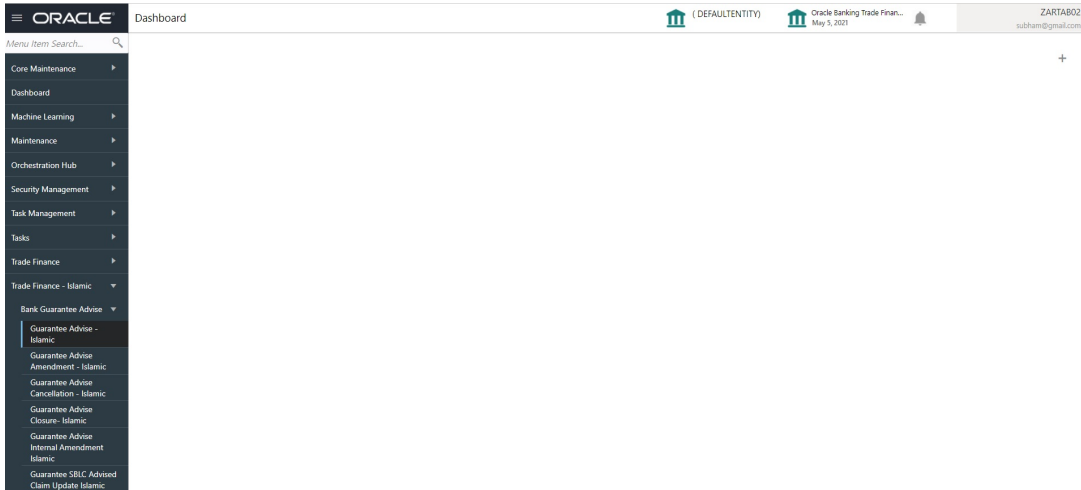 ORACLE
Dashboard
( DEFAULTENTITY)
Oracle Banking Trade Finan...
May 5, 2021
ZARTAB02
subham@gmail.com
Menu Item Search...
Core Maintenance
Dashboard
Machine Learning
Maintenance
Orchestration Hub
Security Management
Task Management
Tasks
Trade Finance
Trade Finance - Islamic
Bank Guarantee Advise
Guarantee Advise -
Islamic
Guarantee Advise
Amendment - Islamic
Guarantee Advise
Cancellation - Islamic
Guarantee Advise
Closure- Islamic
Guarantee Advise
Internal Amendment
Islamic
Guarantee SBLC Advised
Claim Update Islamic